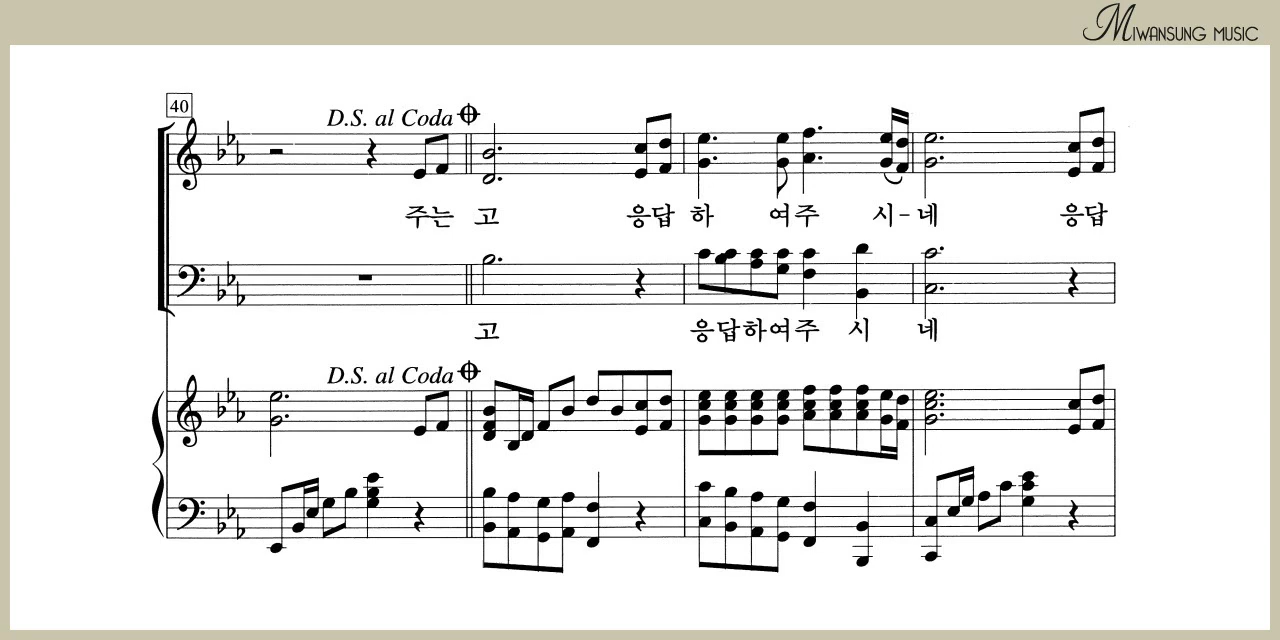 MIWANSUNG MUSIC
40
D.S. al Coda
주는 고 응답 하 여주 시-네 응답
고 응답하여주 시 네
D.S. al Coda